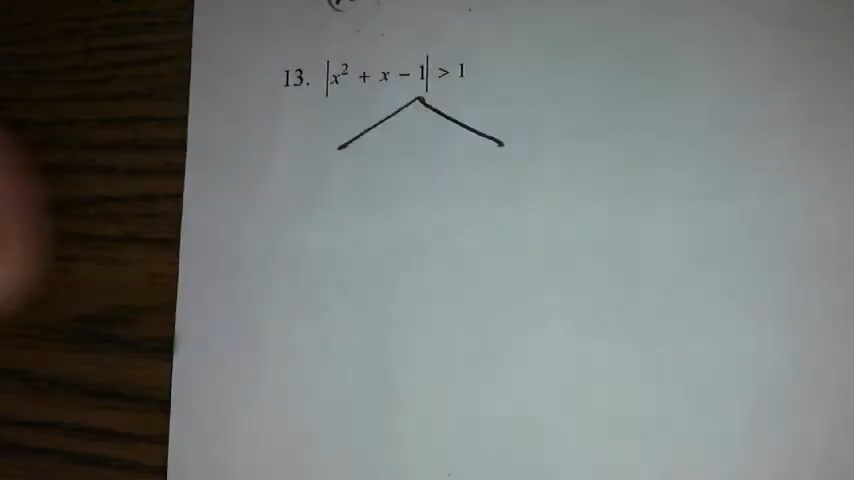 13. |x² + x − 1| > 1